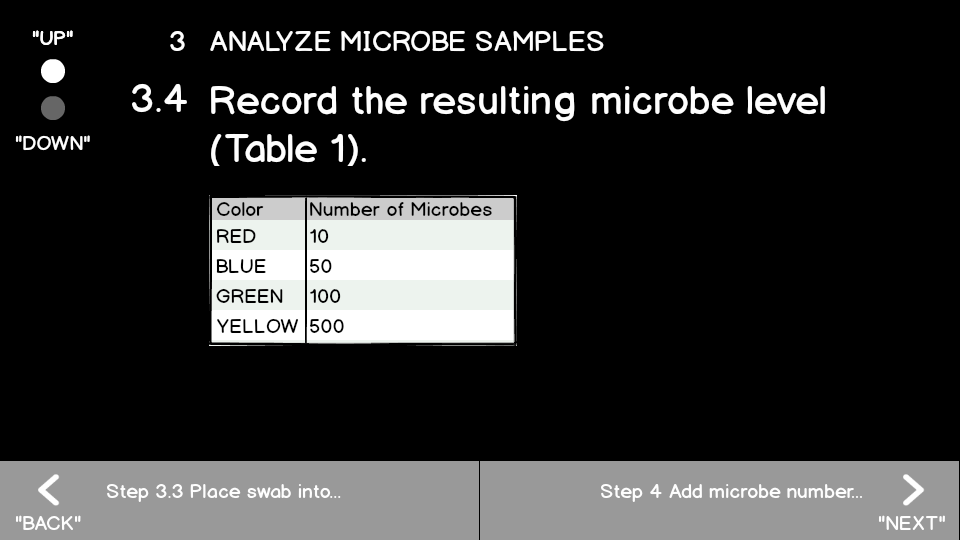 "UP"
"DOWN"
3 ANALYZE MICROBE SAMPLES
3.4 Record the resulting microbe level
(Table 1).
Color Number of Microbes
RED 10
BLUE 50
GREEN 100
YELLOW 500
Step 3.3 Place swab into...
"BACK"
Step 4 Add microbe number...
"NEXT"